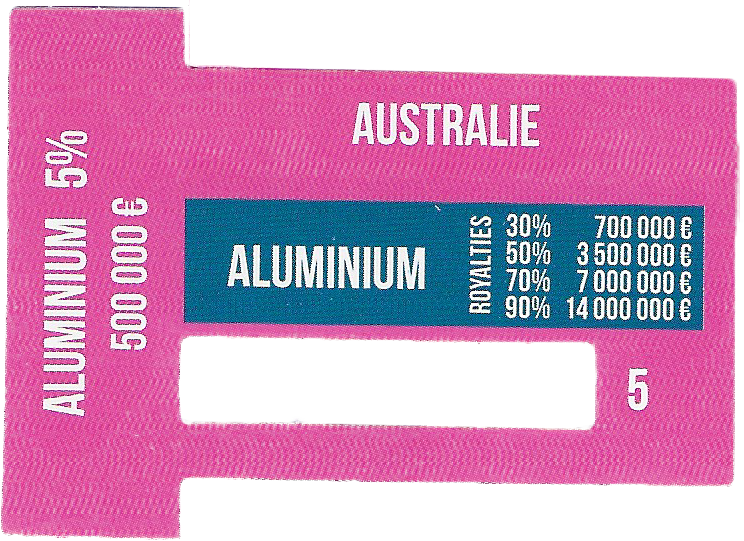 ALUMINIUM 5%
500 000 €
AUSTRALIE
ALUMINIUM
ROYALTIES
30% 700 000 €
50% 3 500 000 €
70% 7 000 000 €
90% 14 000 000 €
5